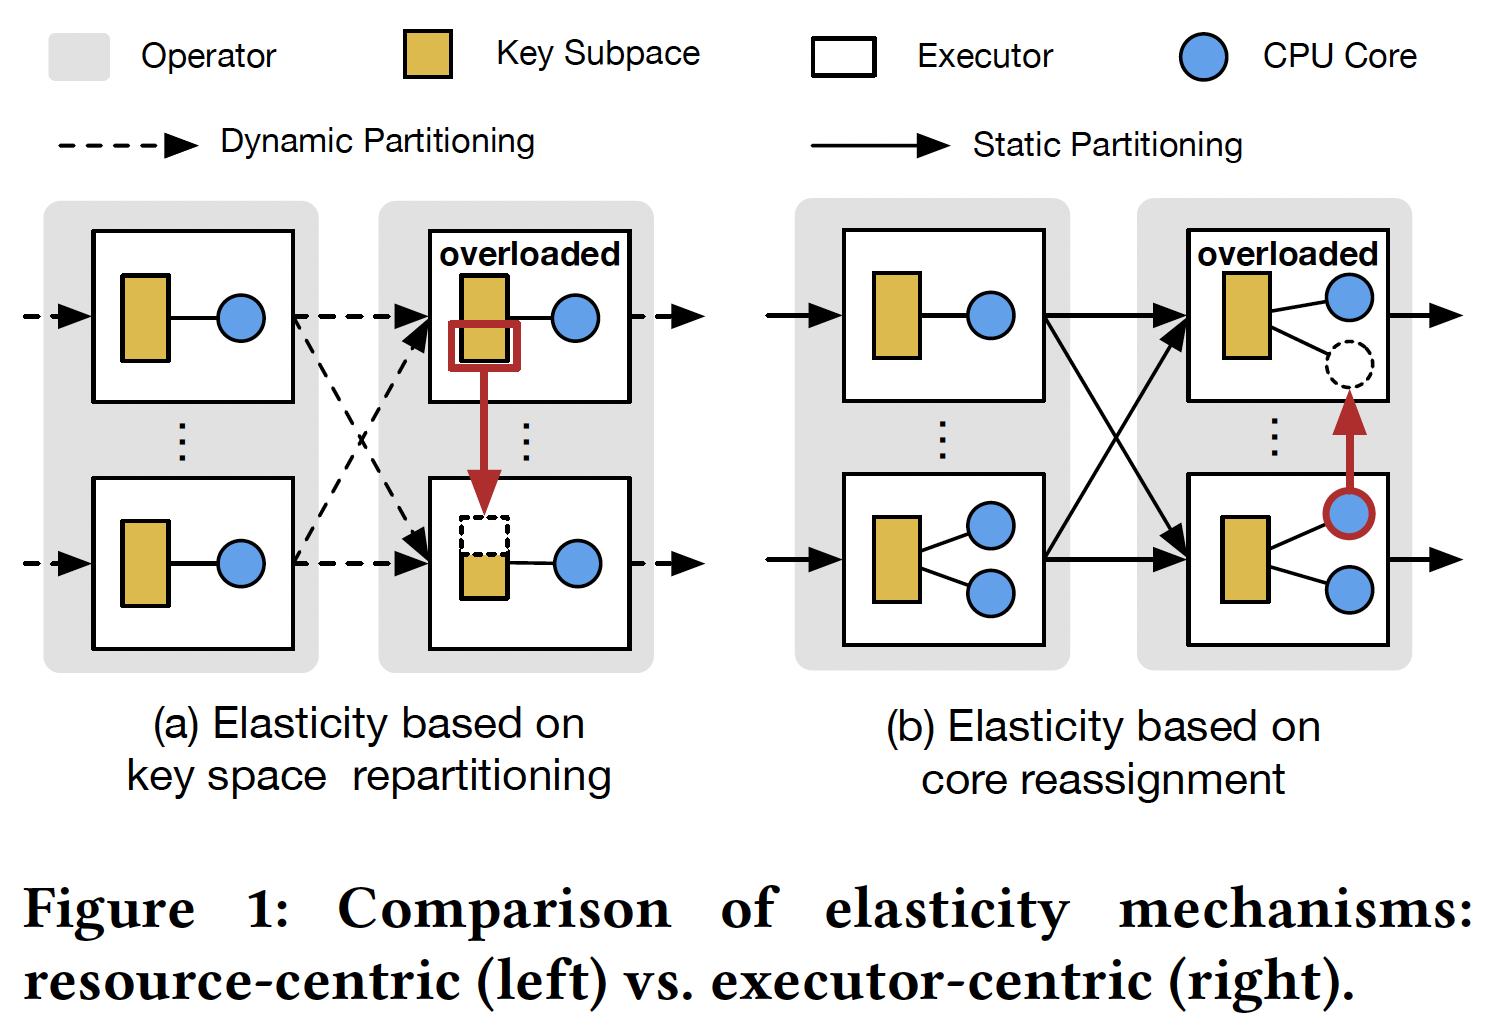 Operator
Key Subpace
Executor
CPU Core
Dynamic Partitioning
Static Partitioning
overloaded
overloaded
(a) Elasticity based on
key space repartitioning
(b) Elasticity based on
core reassignment
Figure 1: Comparison of elasticity mechanisms:
resource-centric (left) vs. executor-centric (right).